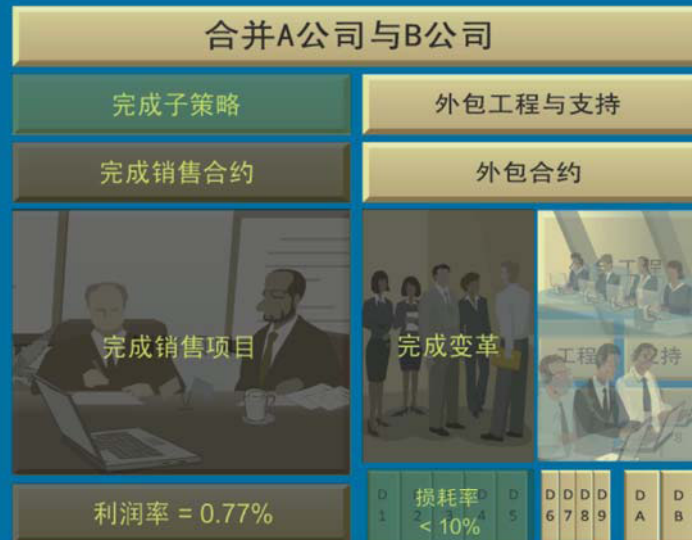 合并A公司与B公司
完成子策略
外包工程与支持
完成销售合约
外包合约
完成销售项目
完成变革
工程
工程
支持
利润率 = 0.77%
损耗率
< 10%
D D D D D
1 2 3 4 5
D D D D
6 7 8 9
D D
A B